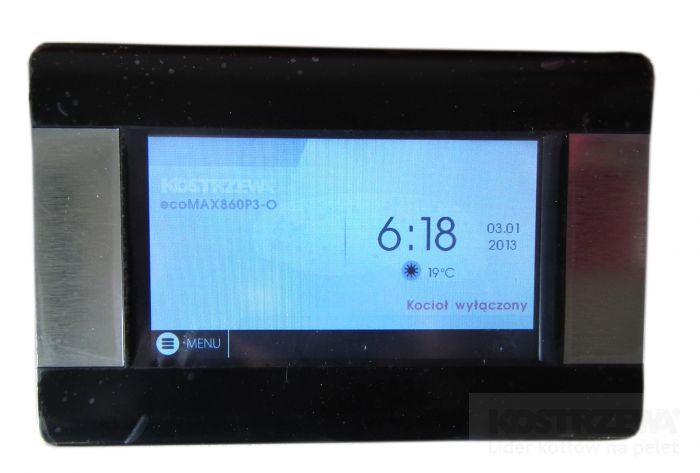 KOSTRZEWA
ecoMAX860P3-O
6:18
03.01
2013
19°C
Kocioł wyłączony
MENU
KOSTRZEWA
Lider kotłów na pelet